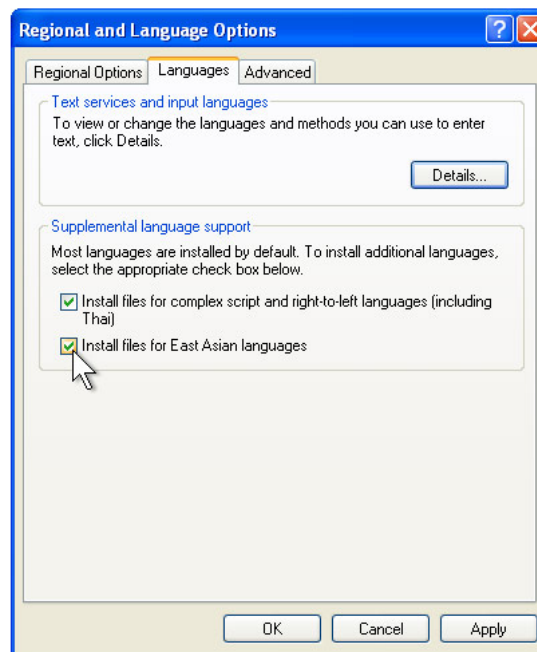 Regional and Language Options
Regional Options Languages Advanced
Text services and input languages
To view or change the languages and methods you can use to enter
text, click Details.
Details...
Supplemental language support
Most languages are installed by default. To install additional languages,
select the appropriate check box below.
Install files for complex script and right-to-left languages (including
Thai)
Install files for East Asian languages
OK Cancel Apply